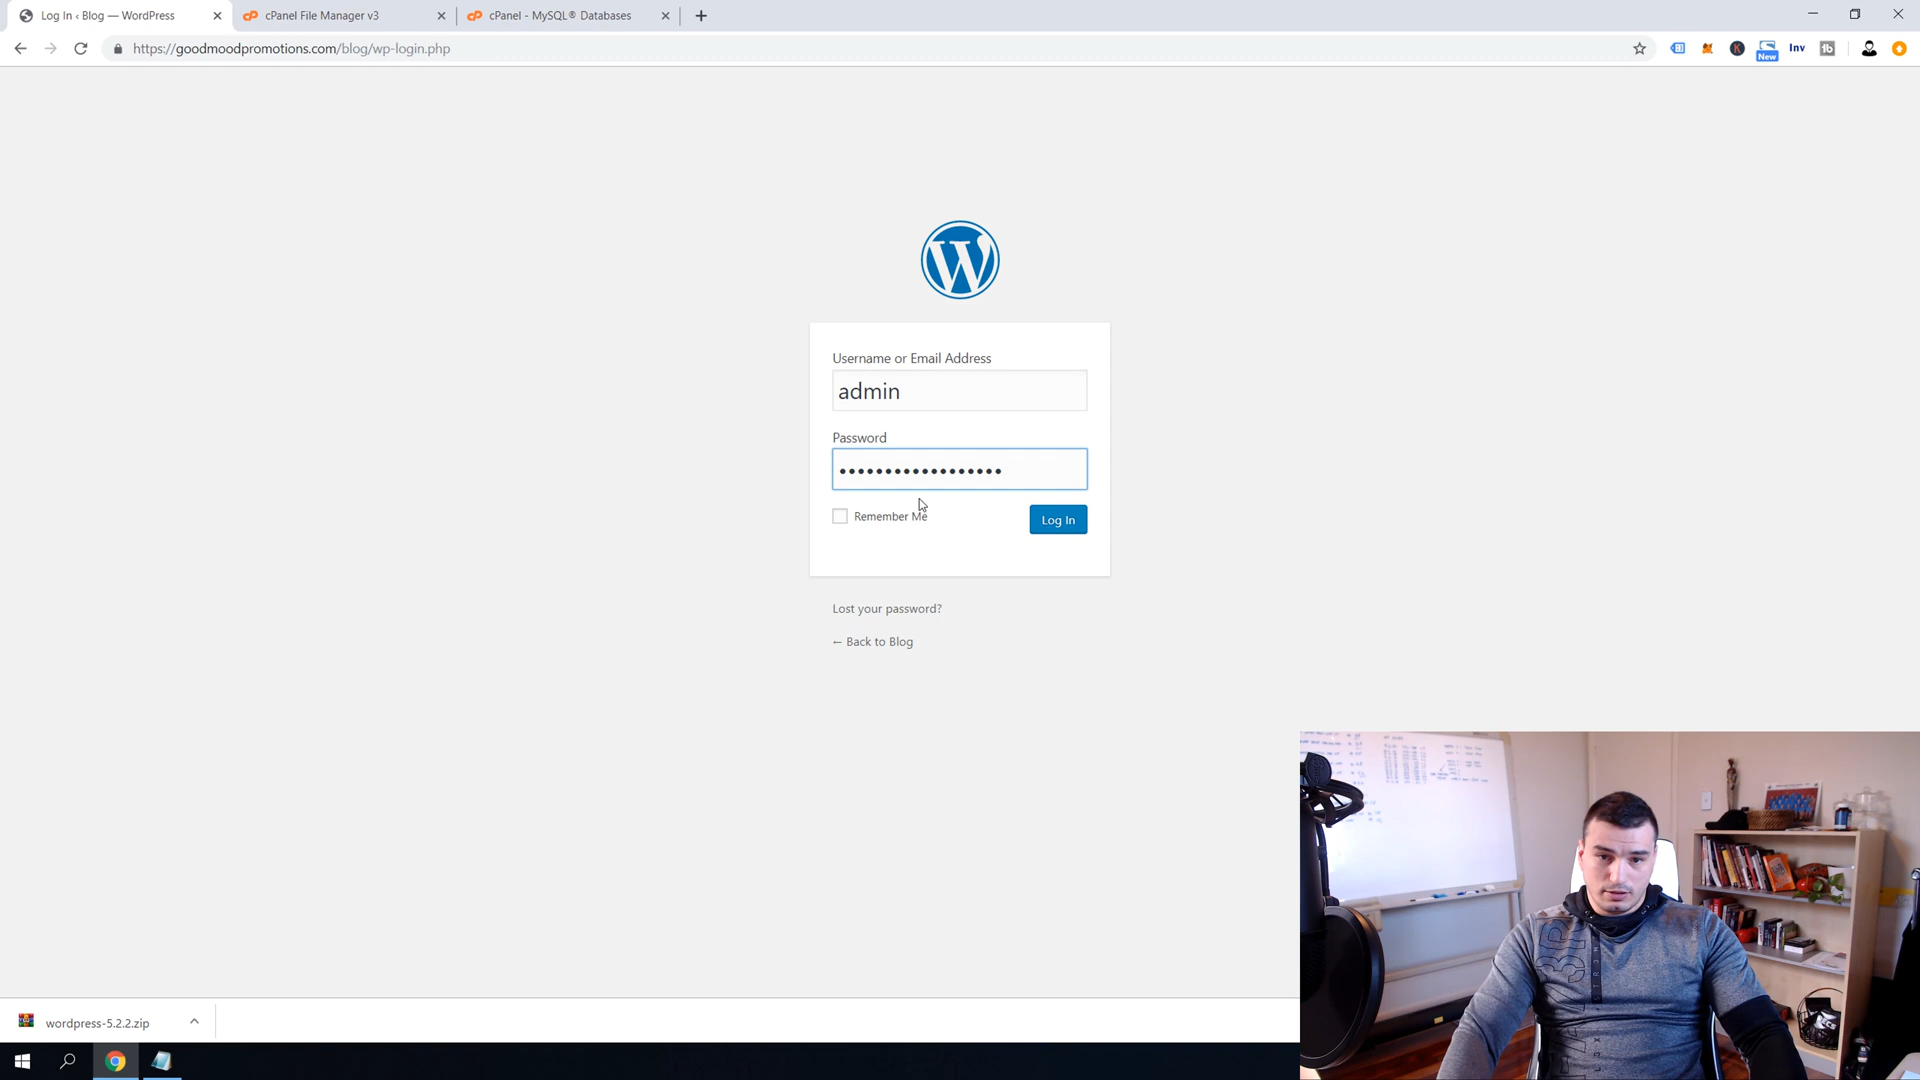 Log In ‹ Blog — WordPress
cPanel File Manager v3
cPanel - MySQL® Databases
https://goodmoodpromotions.com/blog/wp-login.php
New
Inv
Username or Email Address
admin
Password
Remember Me
Log In
Lost your password?
← Back to Blog
wordpress-5.2.2.zip